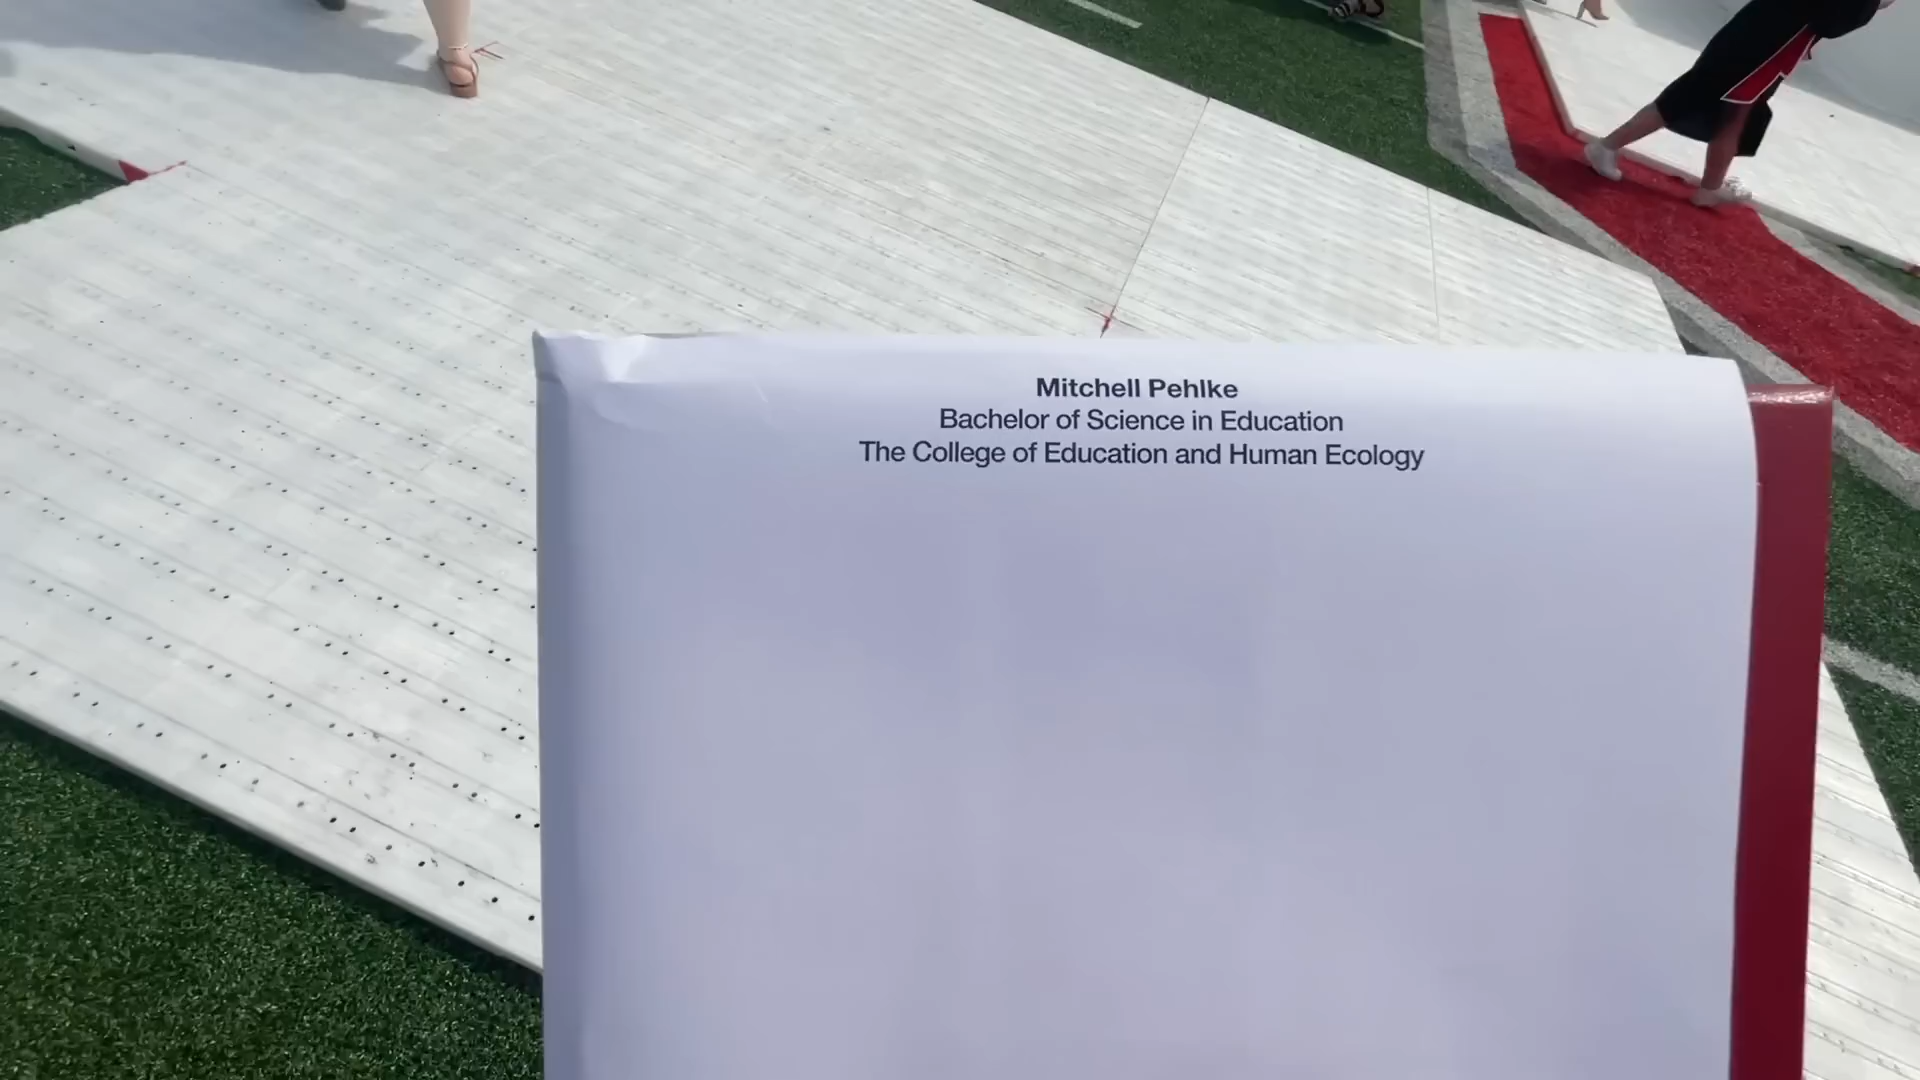 Mitchell Pehlke
Bachelor of Science in Education
The College of Education and Human Ecology